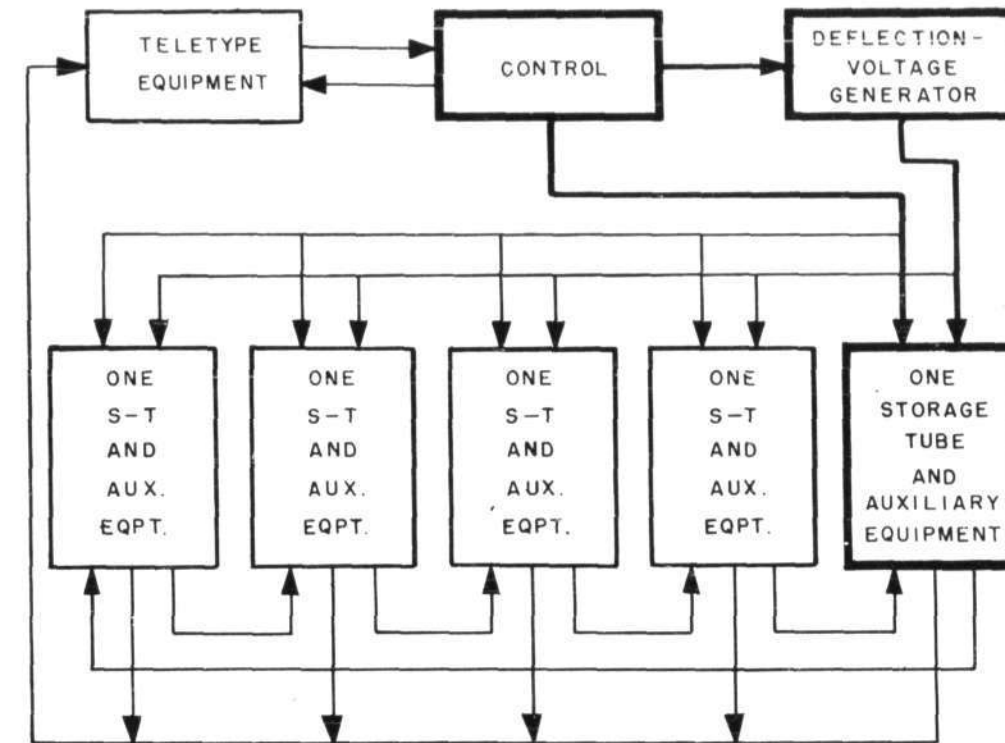 TELETYPE
EQUIPMENT
CONTROL
DEFLECTION-
VOLTAGE
GENERATOR
ONE
S-T
AND
AUX.
EQPT.
ONE
S-T
AND
AUX.
EQPT.
ONE
S-T
AND
AUX.
EQPT.
ONE
S-T
AND
AUX.
EQPT.
ONE
STORAGE
TUBE
AND
AUXILIARY
EQUIPMENT